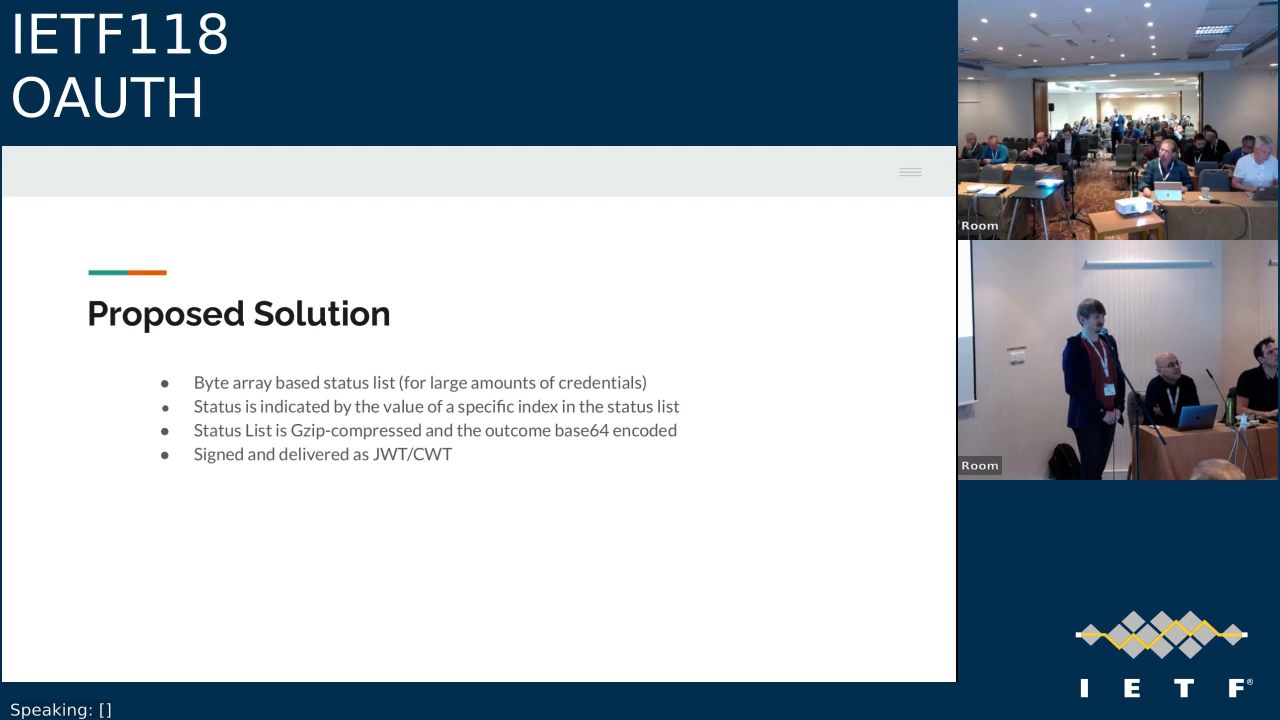 IETF118
OAUTH
Proposed Solution
● Byte array based status list (for large amounts of credentials)
● Status is indicated by the value of a specific index in the status list
● Status List is Gzip-compressed and the outcome base64 encoded
● Signed and delivered as JWT/CWT
Room
Room
I E T F®
Speaking: []